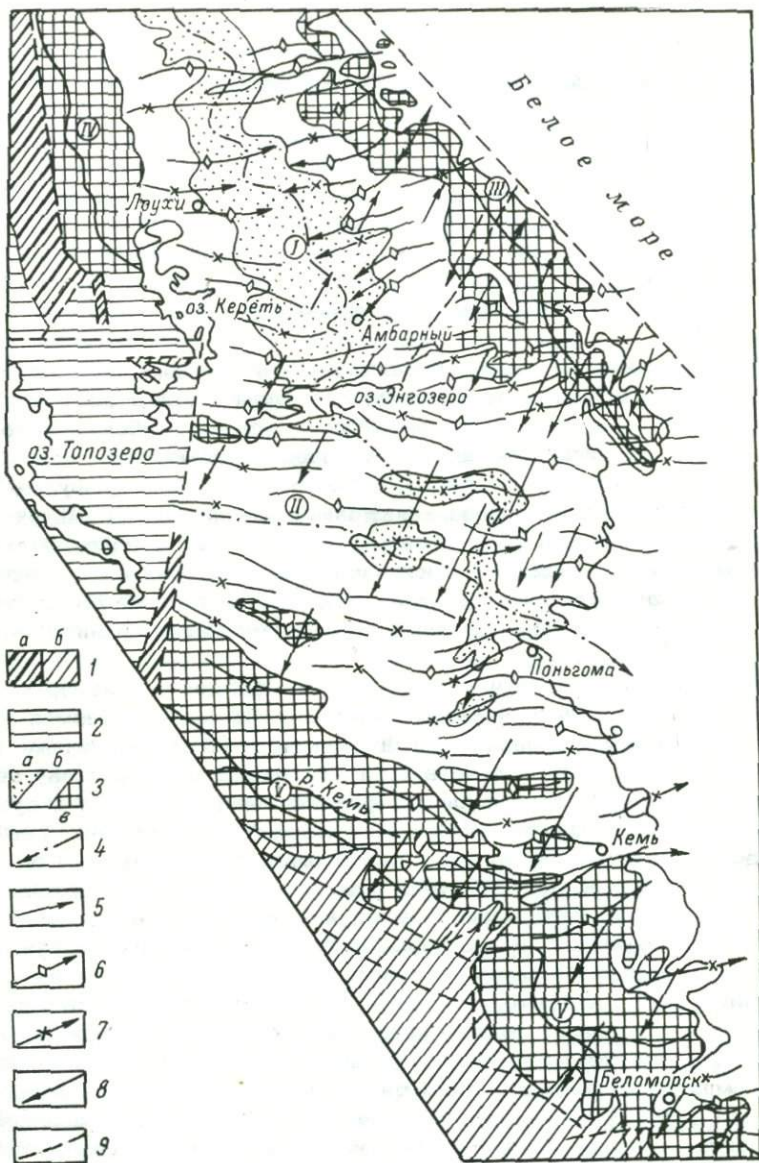 Белое море
IV
III
Лоухи
I
оз. Кереть
Амбарный
оз. Энгозеро
оз. Топозеро
II
а б
1
Паньгома
2
а б
3
V
р. Кемь
в
4
Кемь
5
6
7
V
8
Беломорск
9